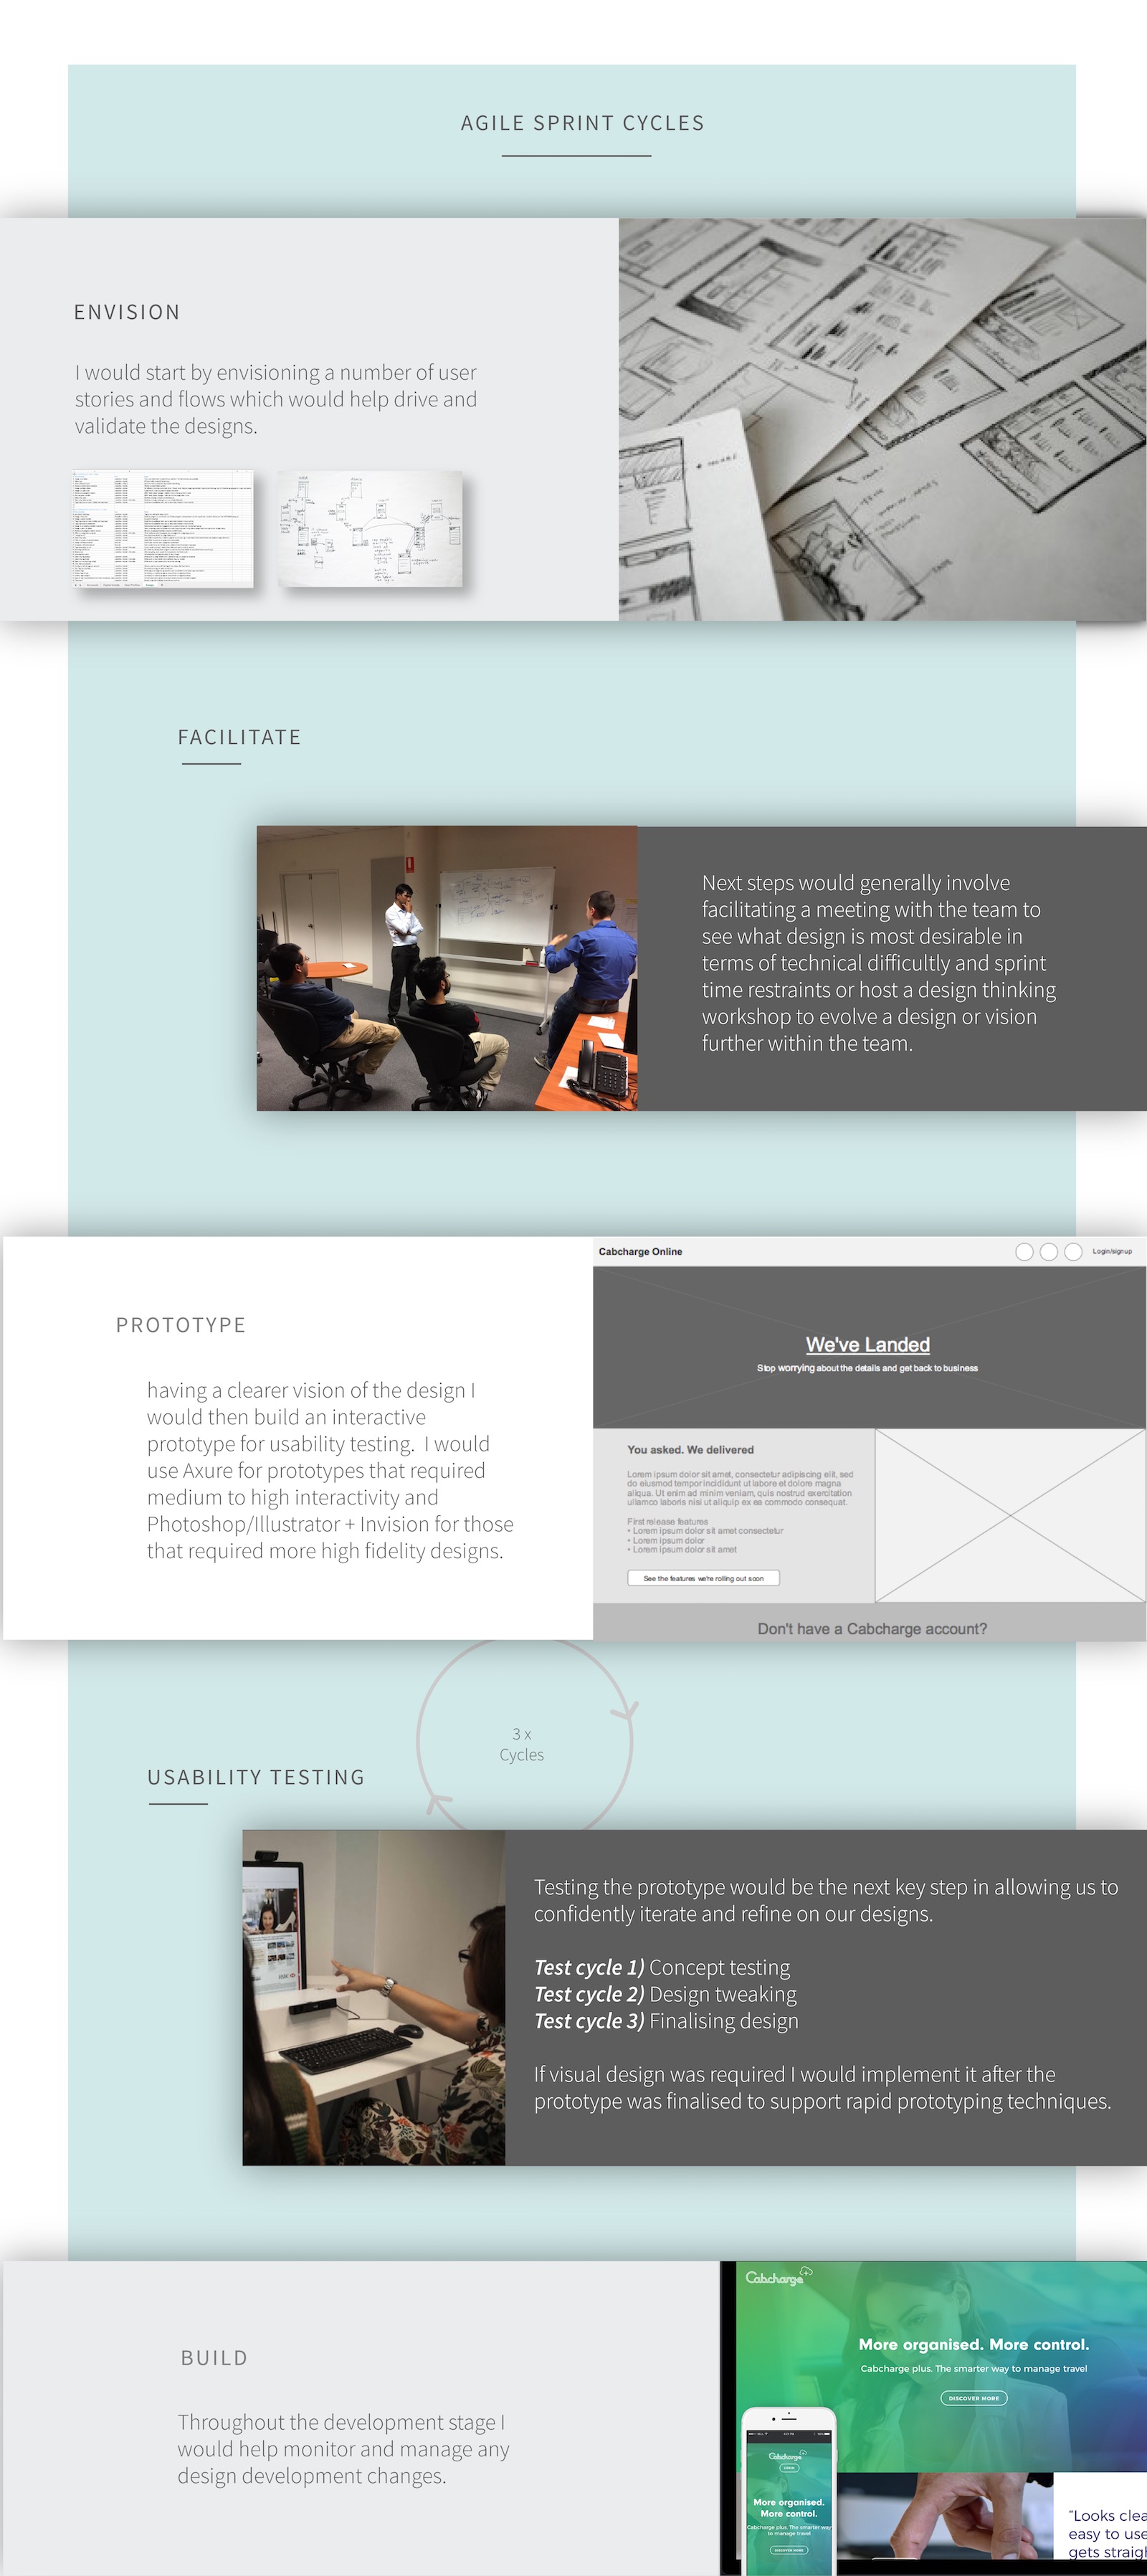 AGILE SPRINT CYCLES
ENVISION
I would start by envisioning a number of user
stories and flows which would help drive and
validate the designs.
FACILITATE
Next steps would generally involve
facilitating a meeting with the team to
see what design is most desirable in
terms of technical difficultly and sprint
time restraints or host a design thinking
workshop to evolve a design or vision
further within the team.
PROTOTYPE
having a clearer vision of the design I
would then build an interactive
prototype for usability testing.  I would
use Axure for prototypes that required
medium to high interactivity and
Photoshop/Illustrator + Invision for those
that required more high fidelity designs.
Cabcharge Online
Login/signup
We've Landed
Stop worrying about the details and get back to business
You asked. We delivered
Lorem ipsum dolor sit amet, consectetur adipiscing elit, sed
do eiusmod tempor incididunt ut labore et dolore magna
aliqua. Ut enim ad minim veniam, quis nostrud exercitation
ullamco laboris nisi ut aliquip ex ea commodo consequat.
First release features
• Lorem ipsum dolor sit amet consectetur
• Lorem ipsum dolor
• Lorem ipsum dolor sit amet
See the features we're rolling out soon
Don't have a Cabcharge account?
3 x
Cycles
USABILITY TESTING
Testing the prototype would be the next key step in allowing us to
confidently iterate and refine on our designs.
Test cycle 1) Concept testing
Test cycle 2) Design tweaking
Test cycle 3) Finalising design
If visual design was required I would implement it after the
prototype was finalised to support rapid prototyping techniques.
BUILD
Throughout the development stage I
would help monitor and manage any
design development changes.
Cabcharge
More organised. More control.
Cabcharge plus. The smarter way to manage travel
DISCOVER MORE
Cabcharge
More organised.
More control.
Cabcharge plus. The smarter way
to manage travel
DISCOVER MORE
"Looks clea
easy to use
gets straigh